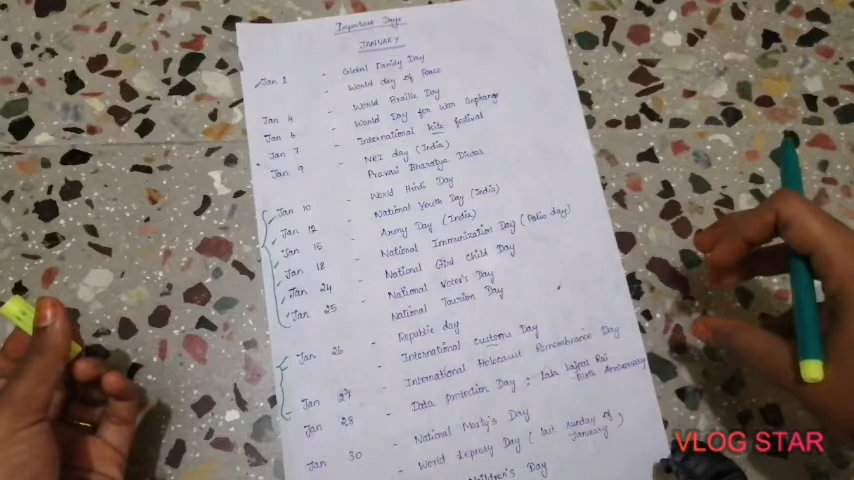 Important Days
JANUARY
Jan 1 - Global Family Day
- World day of Peace
Jan 4 - World Braille Day
Jan 6 - World Day for War Orphans
Jan 7 - International kite festival
Jan 9 - NRI day (India)
Pravasi Bharatya Diwas
Jan 10 - World Hindi Day
Jan 12 - National Youth Day (India)
Jan 15 - Army Day (India)
Jan 18 - National Immunization Day (Polio day)
Jan 24 - National Girl Child Day
Jan 25 - National Voter's Day
National Tourism Day
Jan 26 - Republic day
- International customs Day
Jan 27 - International Holocaust Remembrance Day
Jan 28 - Data Protection Day ; Lala Lajpat Rai
Birth Anniversary
Jan 30 - National Marty's Day
- World Leprosy Day ( last sunday of
January )
Children's Day
VLOG STAR